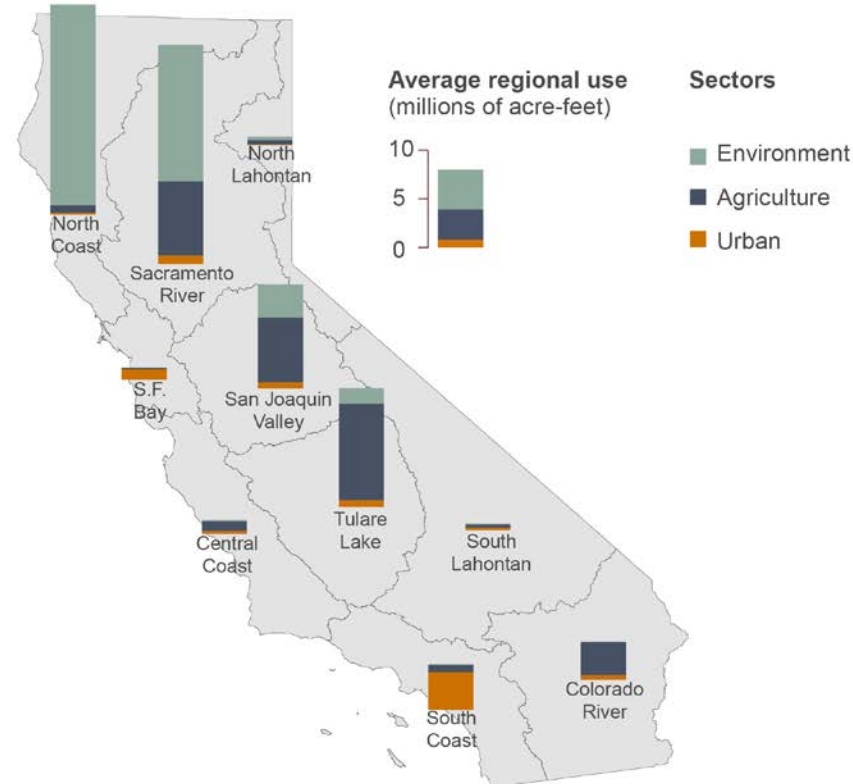 Average regional use
(millions of acre-feet)
10
5
0
Sectors
Environment
Agriculture
Urban
North
Coast
Sacramento
River
North
Lahontan
S.F.
Bay
San Joaquin
Valley
Tulare
Lake
Central
Coast
South
Lahontan
South
Coast
Colorado
River